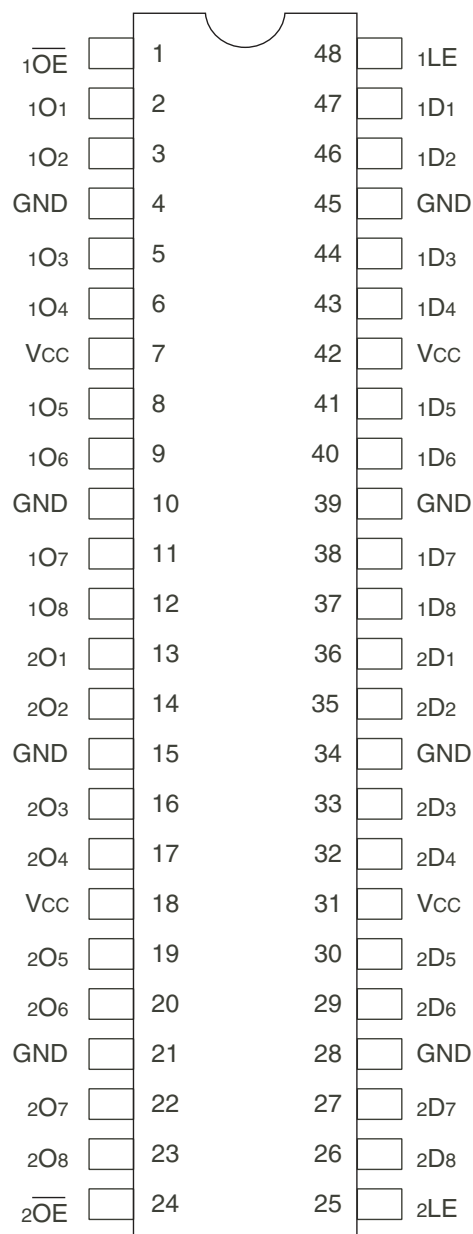 1O̅E̅ 1 48 1LE
1O1 2 47 1D1
1O2 3 46 1D2
GND 4 45 GND
1O3 5 44 1D3
1O4 6 43 1D4
VCC 7 42 VCC
1O5 8 41 1D5
1O6 9 40 1D6
GND 10 39 GND
1O7 11 38 1D7
1O8 12 37 1D8
2O1 13 36 2D1
2O2 14 35 2D2
GND 15 34 GND
2O3 16 33 2D3
2O4 17 32 2D4
VCC 18 31 VCC
2O5 19 30 2D5
2O6 20 29 2D6
GND 21 28 GND
2O7 22 27 2D7
2O8 23 26 2D8
2O̅E̅ 24 25 2LE